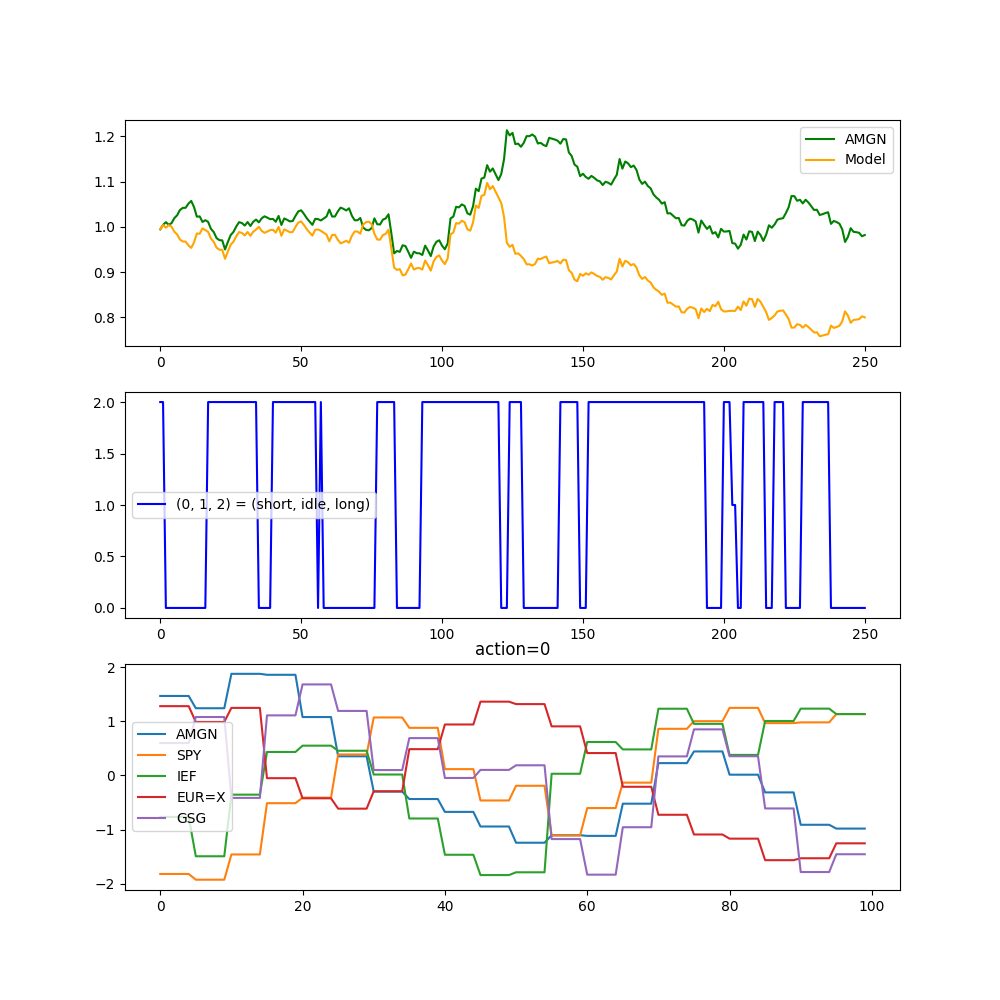 1.2
1.1
1.0
0.9
0.8
AMGN
Model
0 50 100 150 200 250
2.0
1.5
1.0
0.5
0.0
(0, 1, 2) = (short, idle, long)
0 50 100 150 200 250
action=0
2
1
0
−1
−2
AMGN
SPY
IEF
EUR=X
GSG
0 20 40 60 80 100